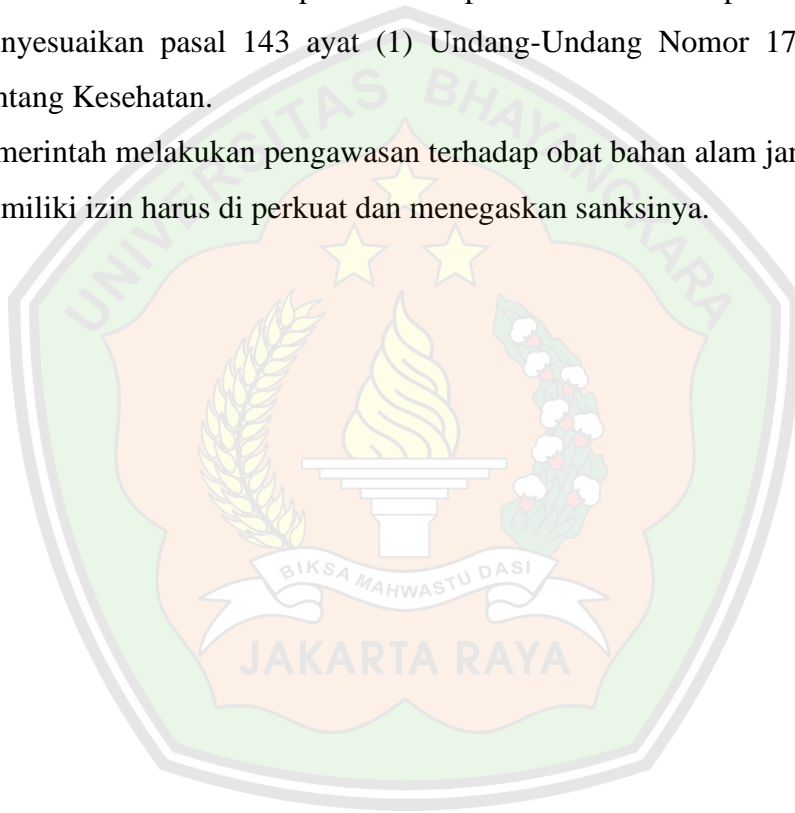 nyesuaikan pasal 143 ayat (1) Undang-Undang Nomor 17
ntang Kesehatan.
merintah melakukan pengawasan terhadap obat bahan alam jar
miliki izin harus di perkuat dan menegaskan sanksinya.
UNIVERSITAS BHAYANGKARA
BIKSA MAHWASTU DASI
JAKARTA RAYA